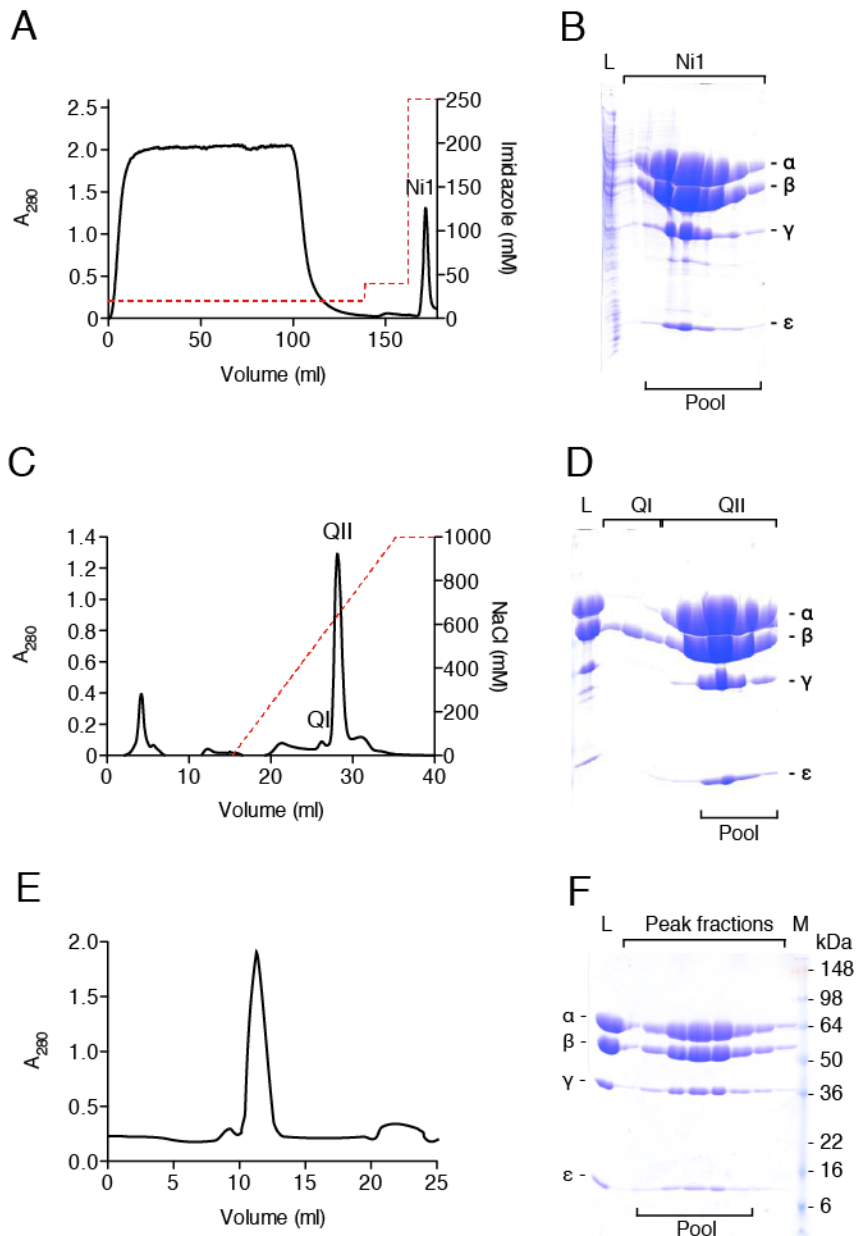 A
2.5
2.0
1.5
1.0
0.5
0
A280
0 50 100 150
Volume (ml)
250
200
150
100
50
0
Imidazole (mM)
Ni1
B
L Ni1
- α
- β
- γ
- ε
Pool
C
1.4
1.2
1.0
0.8
0.6
0.4
0.2
0
A280
0 10 20 30 40
Volume (ml)
1000
800
600
400
200
0
NaCl (mM)
QII
QI
D
L QI QII
- α
- β
- γ
- ε
Pool
E
2.0
1.5
1.0
0.5
0.0
A280
0 5 10 15 20 25
Volume (ml)
F
L Peak fractions M
kDa
α -
β -
γ -
ε -
- 148
- 98
- 64
- 50
- 36
- 22
- 16
- 6
Pool